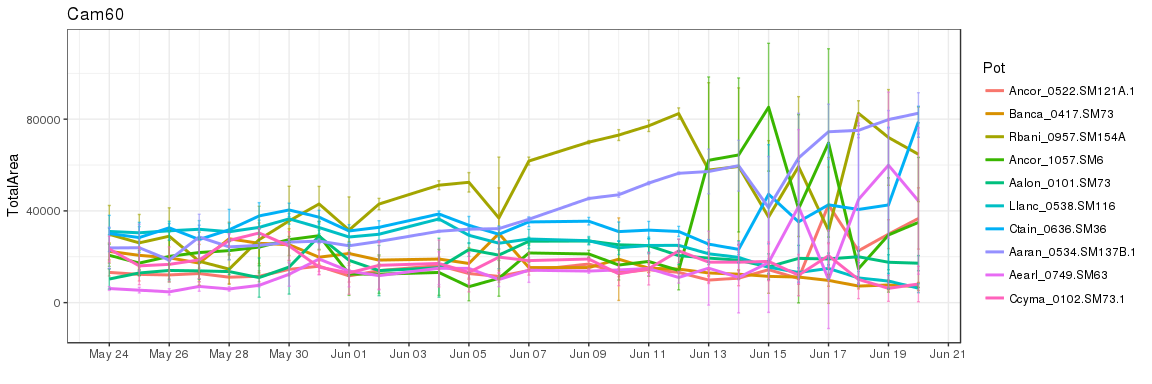 Cam60
TotalArea
80000
40000
0
May 24 May 26 May 28 May 30 Jun 01 Jun 03 Jun 05 Jun 07 Jun 09 Jun 11 Jun 13 Jun 15 Jun 17 Jun 19 Jun 21
Pot
Ancor_0522.SM121A.1
Banca_0417.SM73
Rbani_0957.SM154A
Ancor_1057.SM6
Aalon_0101.SM73
Llanc_0538.SM116
Ctain_0636.SM36
Aaran_0534.SM137B.1
Aearl_0749.SM63
Ccyma_0102.SM73.1